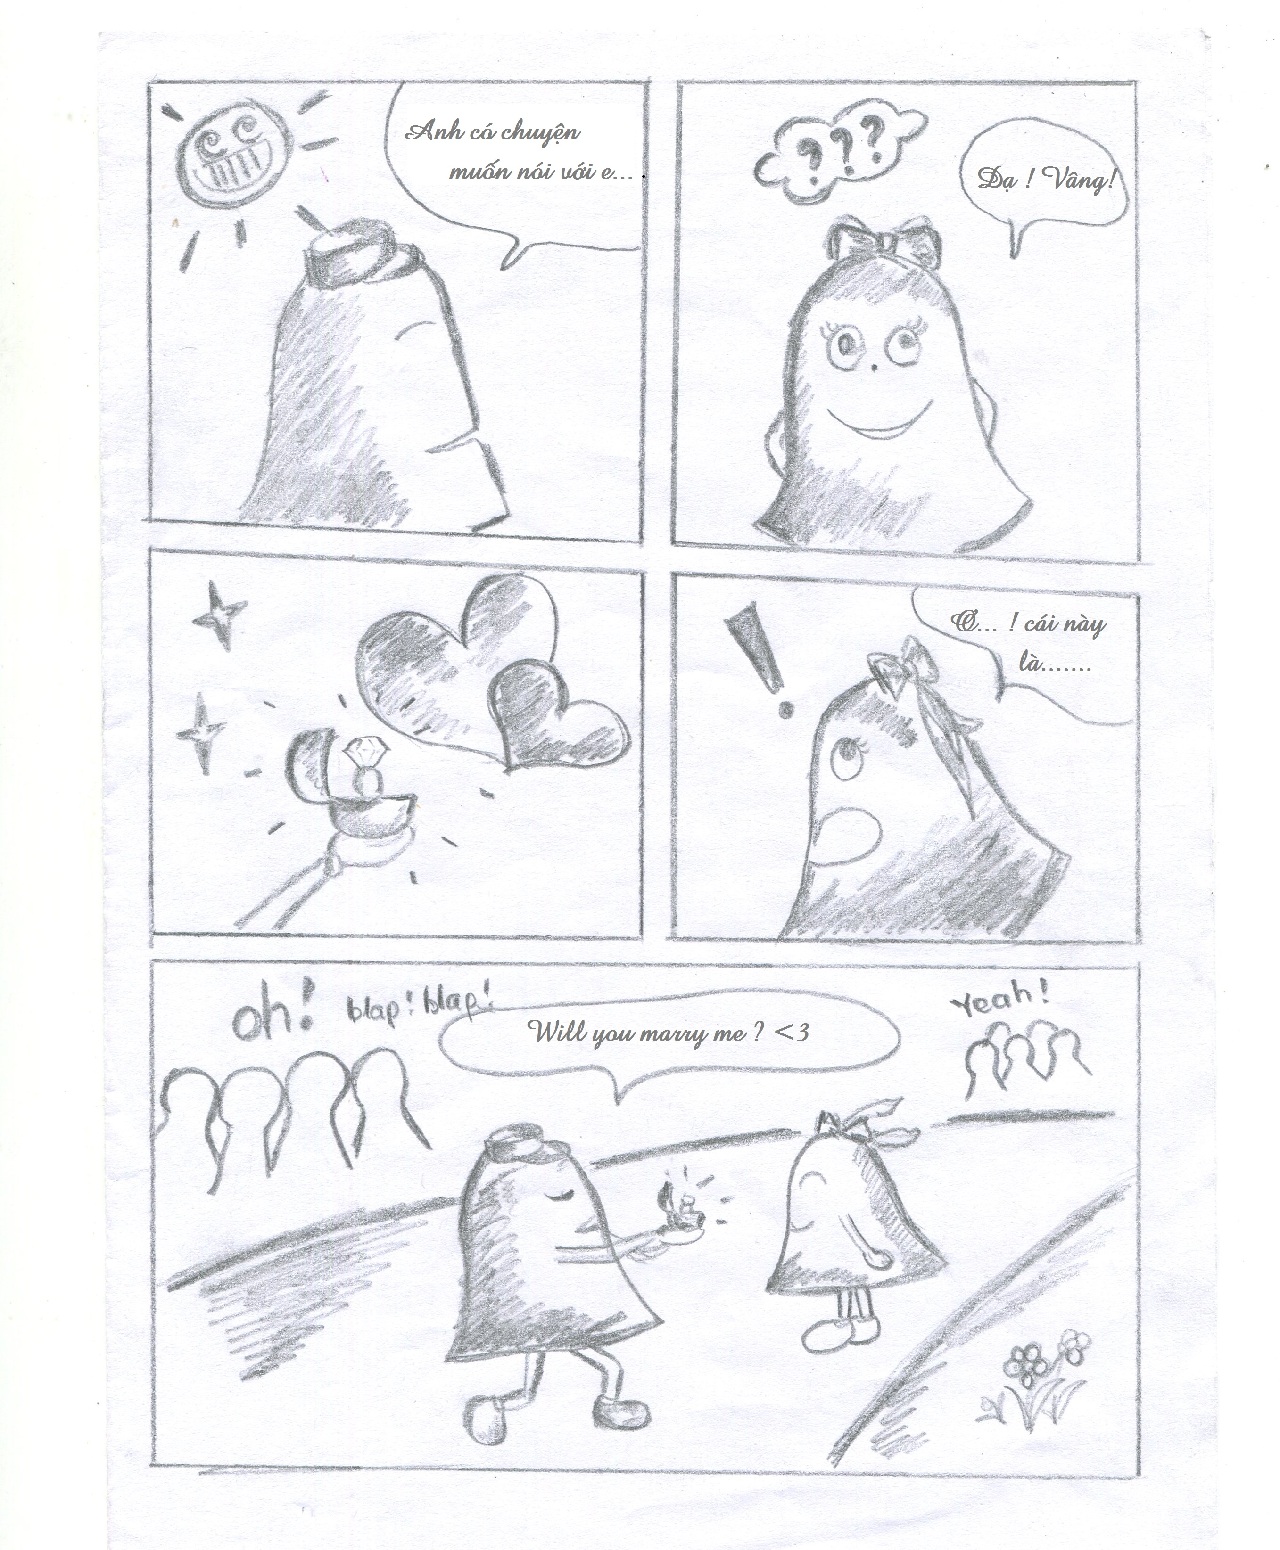 Anh có chuyện
muốn nói với e...
???
Dạ ! Vâng!
!
Ơ... ! cái này
là.......
oh!
blap! blap!
Will you marry me ? <3
Yeah!